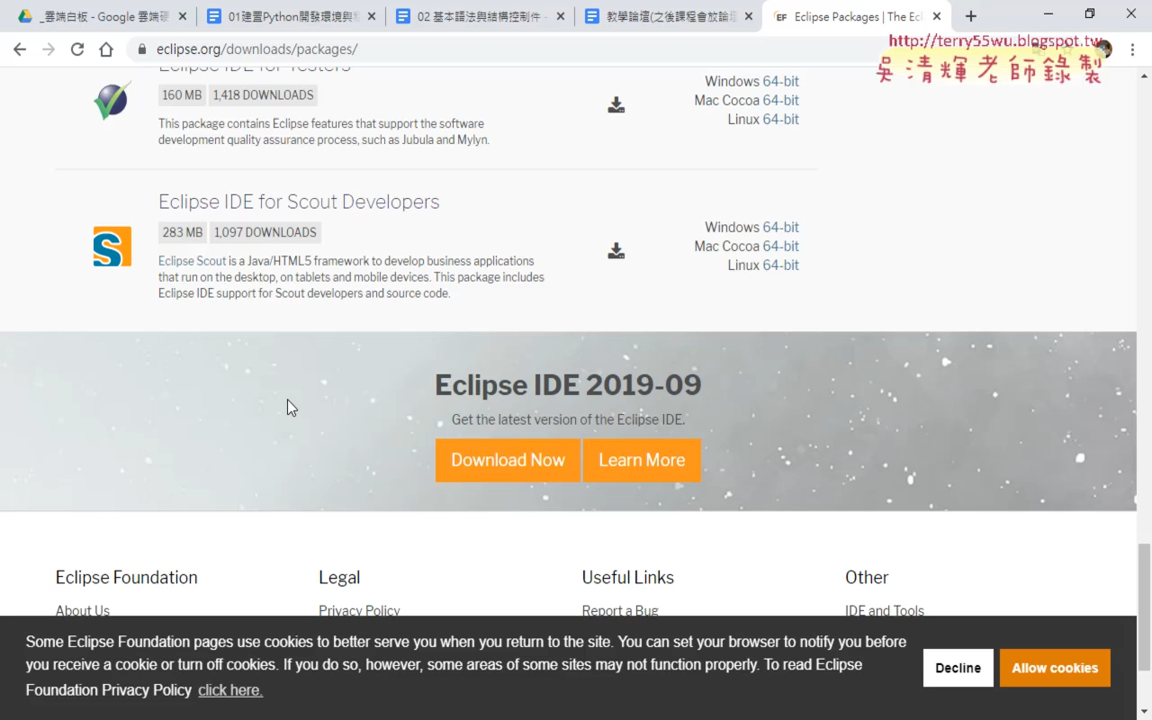 _雲端白板 - Google 雲端硬
01建置Python開發環境與程
02 基本語法與結構控制件 -
教學論壇(之後課程會放論壇
Eclipse Packages | The Ecl
eclipse.org/downloads/packages/
http://terry55wu.blogspot.tw
吳清輝老師錄製
Eclipse IDE for Testers
160 MB
1,418 DOWNLOADS
This package contains Eclipse features that support the software
development quality assurance process, such as Jubula and Mylyn.
Windows 64-bit
Mac Cocoa 64-bit
Linux 64-bit
Eclipse IDE for Scout Developers
283 MB
1,097 DOWNLOADS
Eclipse Scout is a Java/HTML5 framework to develop business applications
that run on the desktop, on tablets and mobile devices. This package includes
Eclipse IDE support for Scout developers and source code.
Windows 64-bit
Mac Cocoa 64-bit
Linux 64-bit
Eclipse IDE 2019-09
Get the latest version of the Eclipse IDE.
Download Now
Learn More
Eclipse Foundation
Legal
Useful Links
Other
About Us
Privacy Policy
Report a Bug
IDE and Tools
Some Eclipse Foundation pages use cookies to better serve you when you return to the site. You can set your browser to notify you before
you receive a cookie or turn off cookies. If you do so, however, some areas of some sites may not function properly. To read Eclipse
Foundation Privacy Policy click here.
Decline
Allow cookies